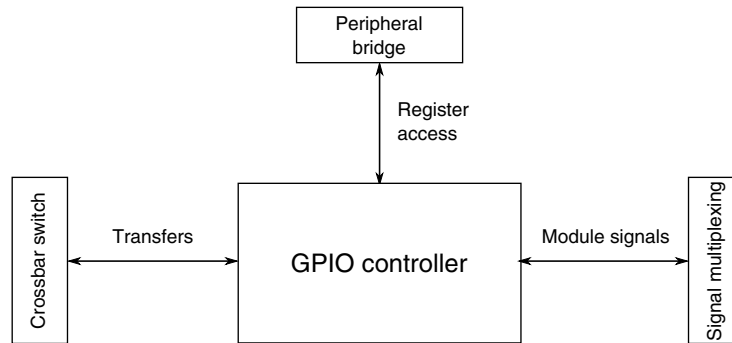 Peripheral
bridge
Register
access
Crossbar switch
Transfers
GPIO controller
Module signals
Signal multiplexing